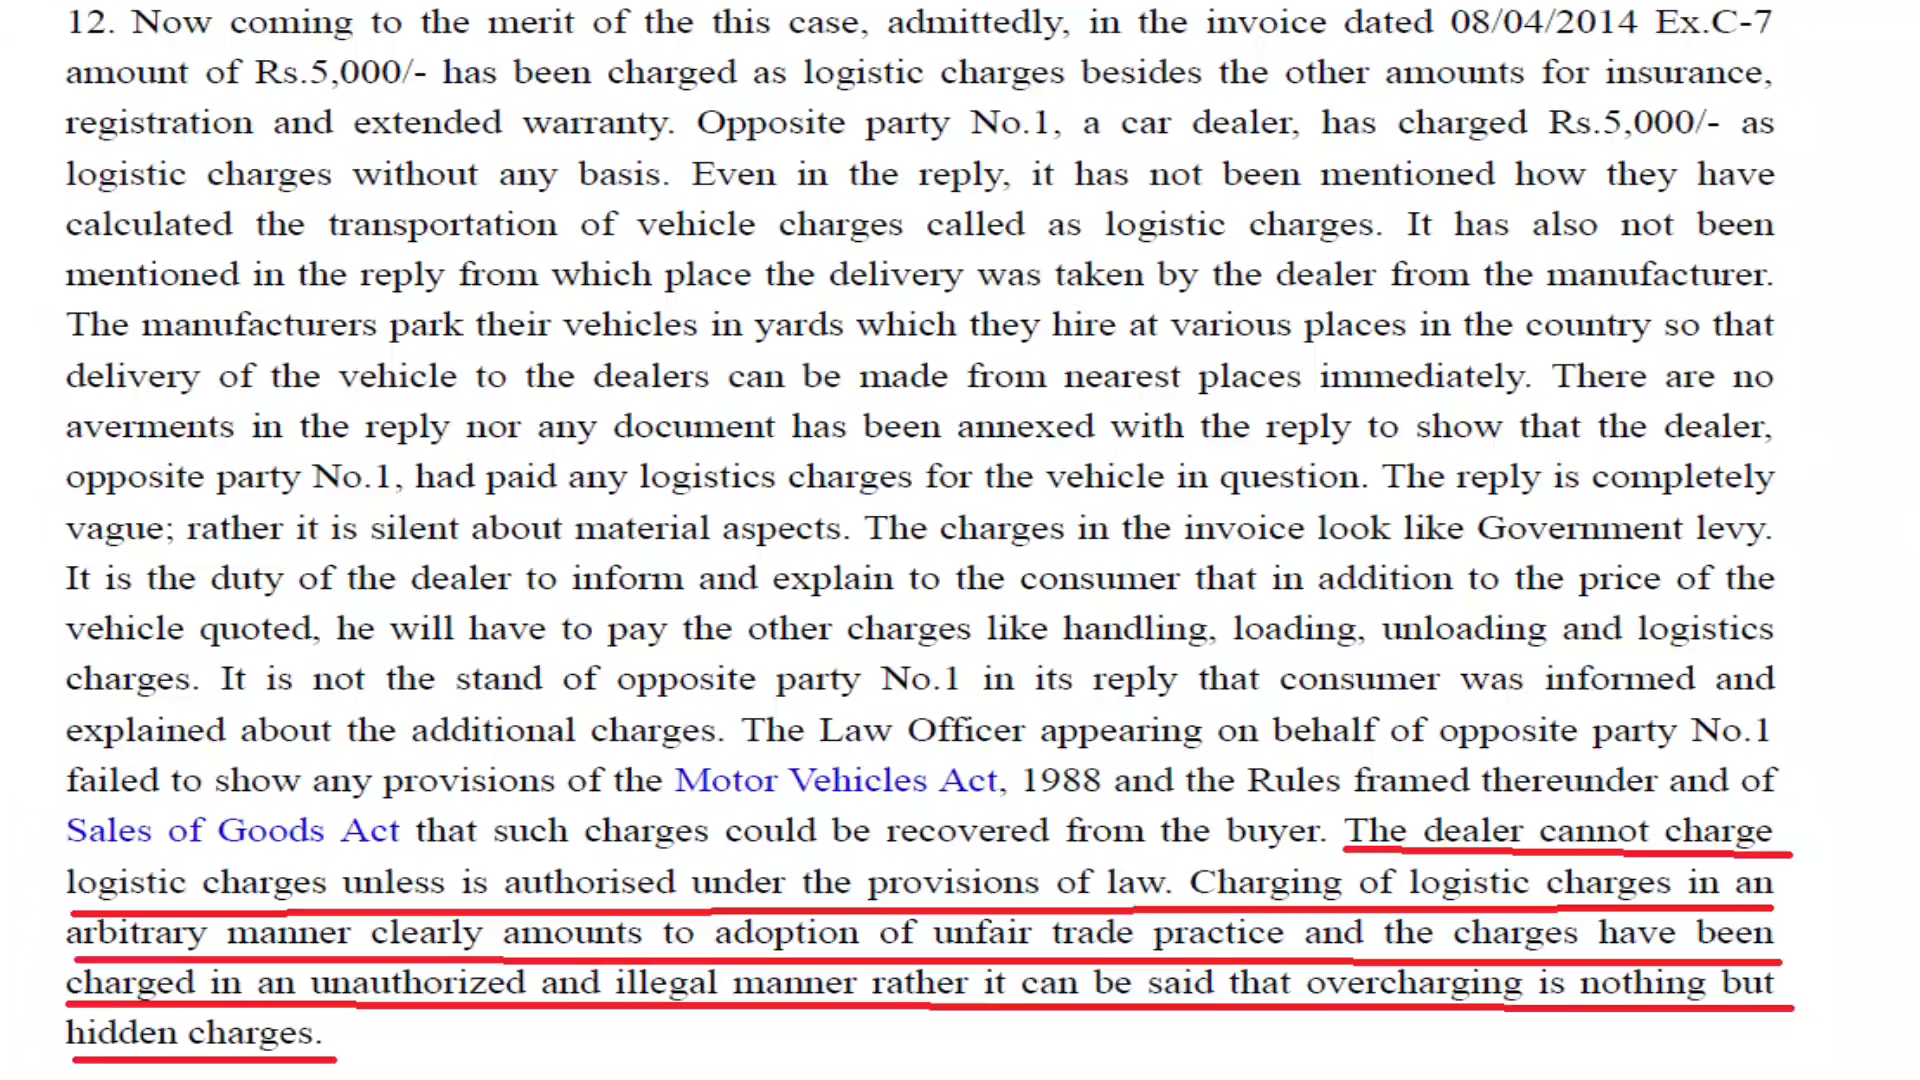 12. Now coming to the merit of the this case, admittedly, in the invoice dated 08/04/2014 Ex.C-7
amount of Rs.5,000/- has been charged as logistic charges besides the other amounts for insurance,
registration and extended warranty. Opposite party No.1, a car dealer, has charged Rs.5,000/- as
logistic charges without any basis. Even in the reply, it has not been mentioned how they have
calculated the transportation of vehicle charges called as logistic charges. It has also not been
mentioned in the reply from which place the delivery was taken by the dealer from the manufacturer.
The manufacturers park their vehicles in yards which they hire at various places in the country so that
delivery of the vehicle to the dealers can be made from nearest places immediately. There are no
averments in the reply nor any document has been annexed with the reply to show that the dealer,
opposite party No.1, had paid any logistics charges for the vehicle in question. The reply is completely
vague; rather it is silent about material aspects. The charges in the invoice look like Government levy.
It is the duty of the dealer to inform and explain to the consumer that in addition to the price of the
vehicle quoted, he will have to pay the other charges like handling, loading, unloading and logistics
charges. It is not the stand of opposite party No.1 in its reply that consumer was informed and
explained about the additional charges. The Law Officer appearing on behalf of opposite party No.1
failed to show any provisions of the Motor Vehicles Act, 1988 and the Rules framed thereunder and of
Sales of Goods Act that such charges could be recovered from the buyer. The dealer cannot charge
logistic charges unless is authorised under the provisions of law. Charging of logistic charges in an
arbitrary manner clearly amounts to adoption of unfair trade practice and the charges have been
charged in an unauthorized and illegal manner rather it can be said that overcharging is nothing but
hidden charges.